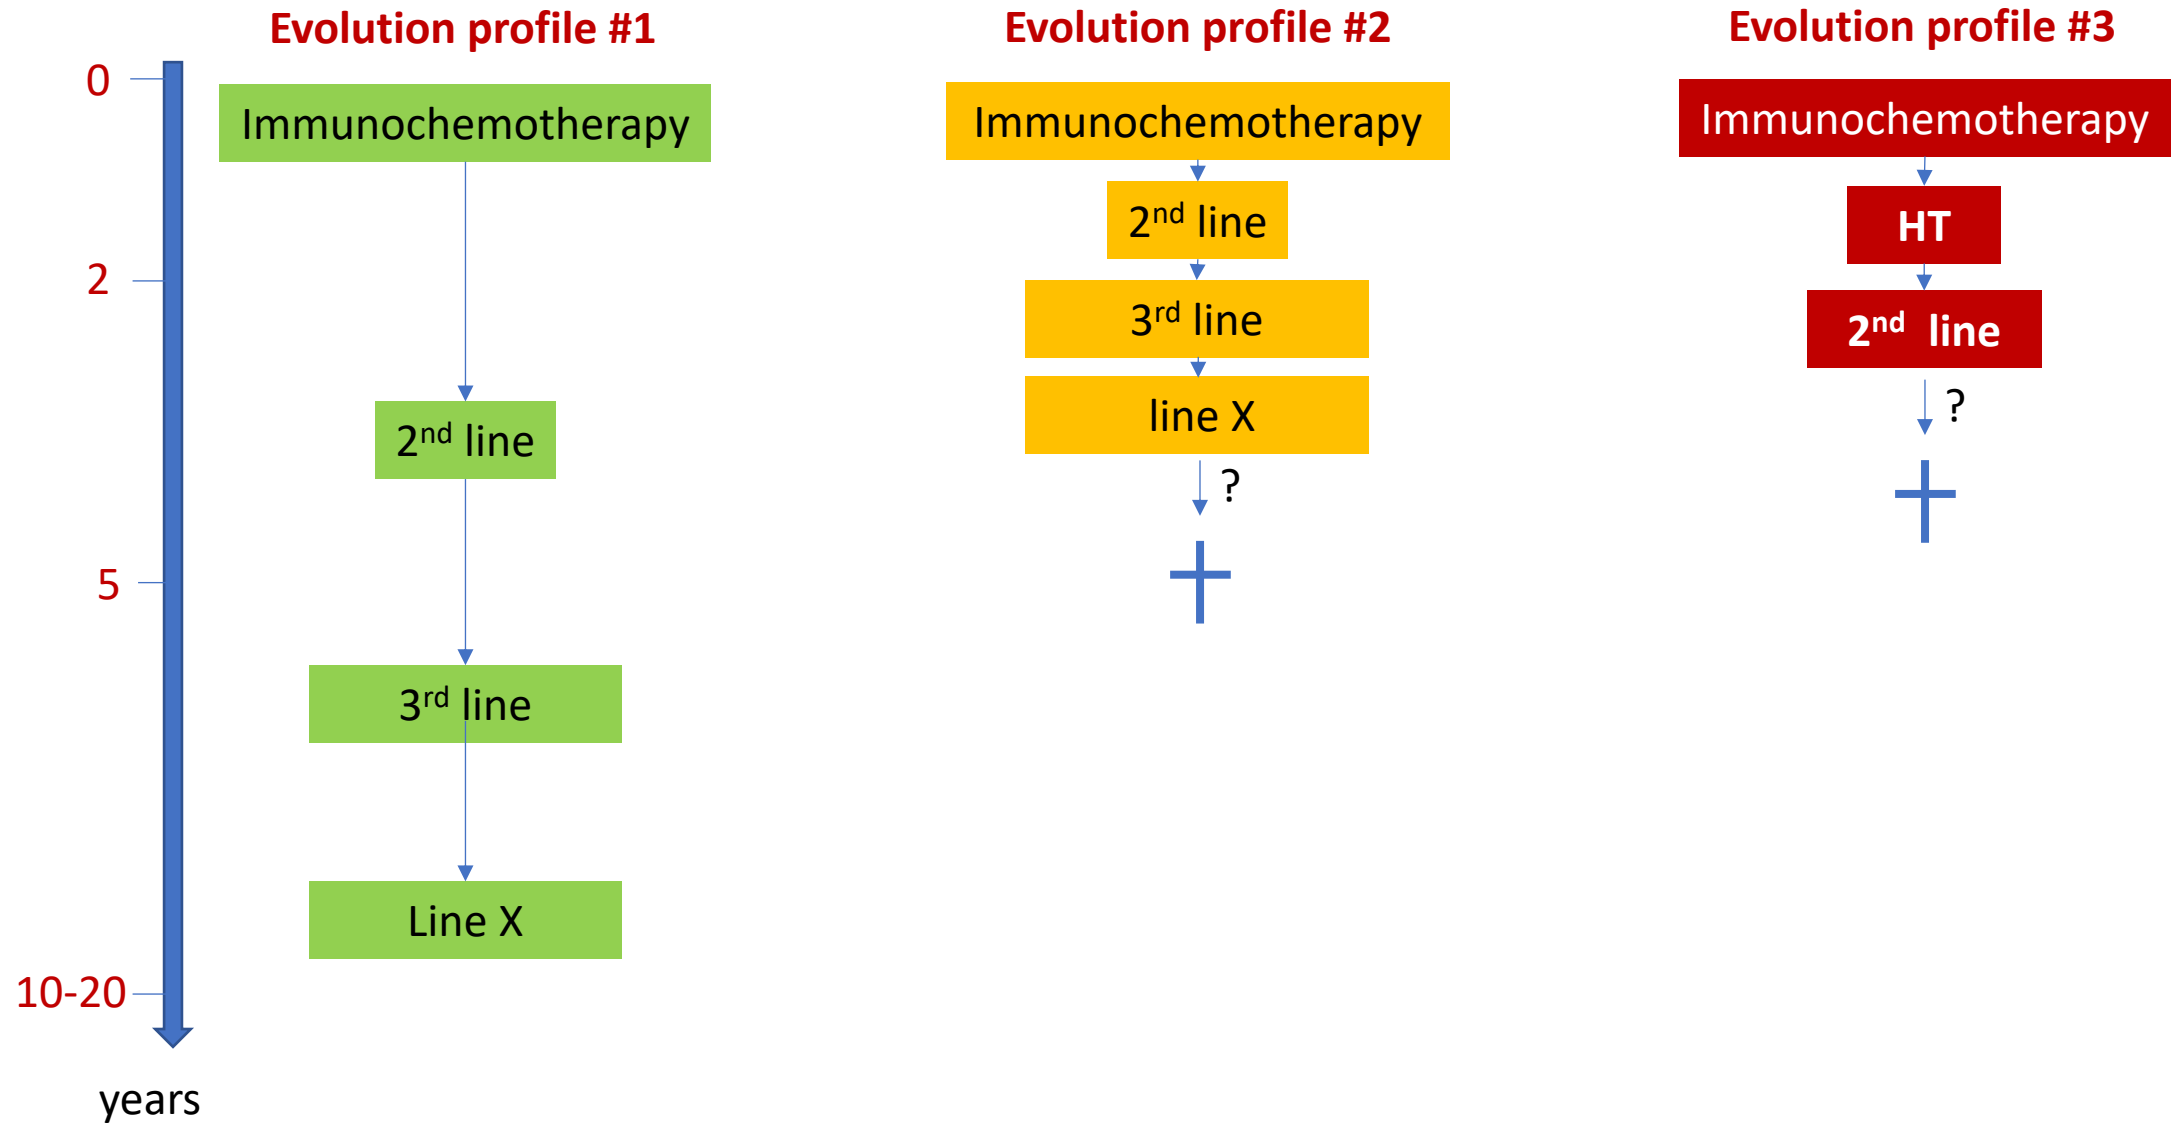 Evolution profile #1
Evolution profile #2
Evolution profile #3
0
2
5
10-20
years
Immunochemotherapy
2nd line
3rd line
Line X
Immunochemotherapy
2nd line
3rd line
line X
?
Immunochemotherapy
HT
2nd line
?